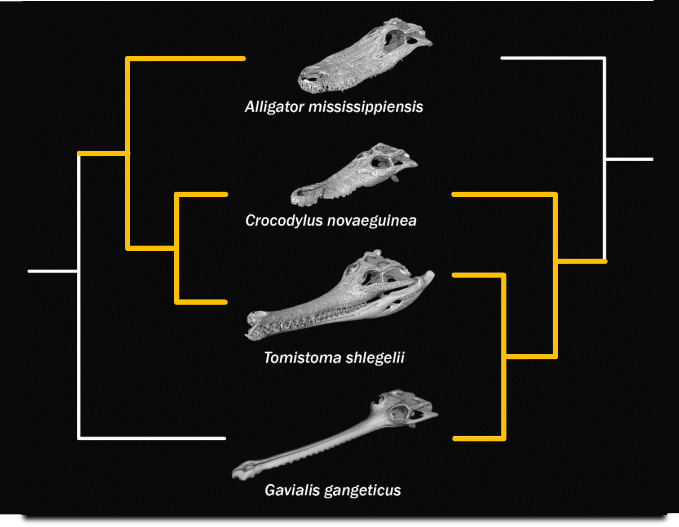 Alligator mississippiensis
Crocodylus novaeguinea
Tomistoma shlegelii
Gavialis gangeticus